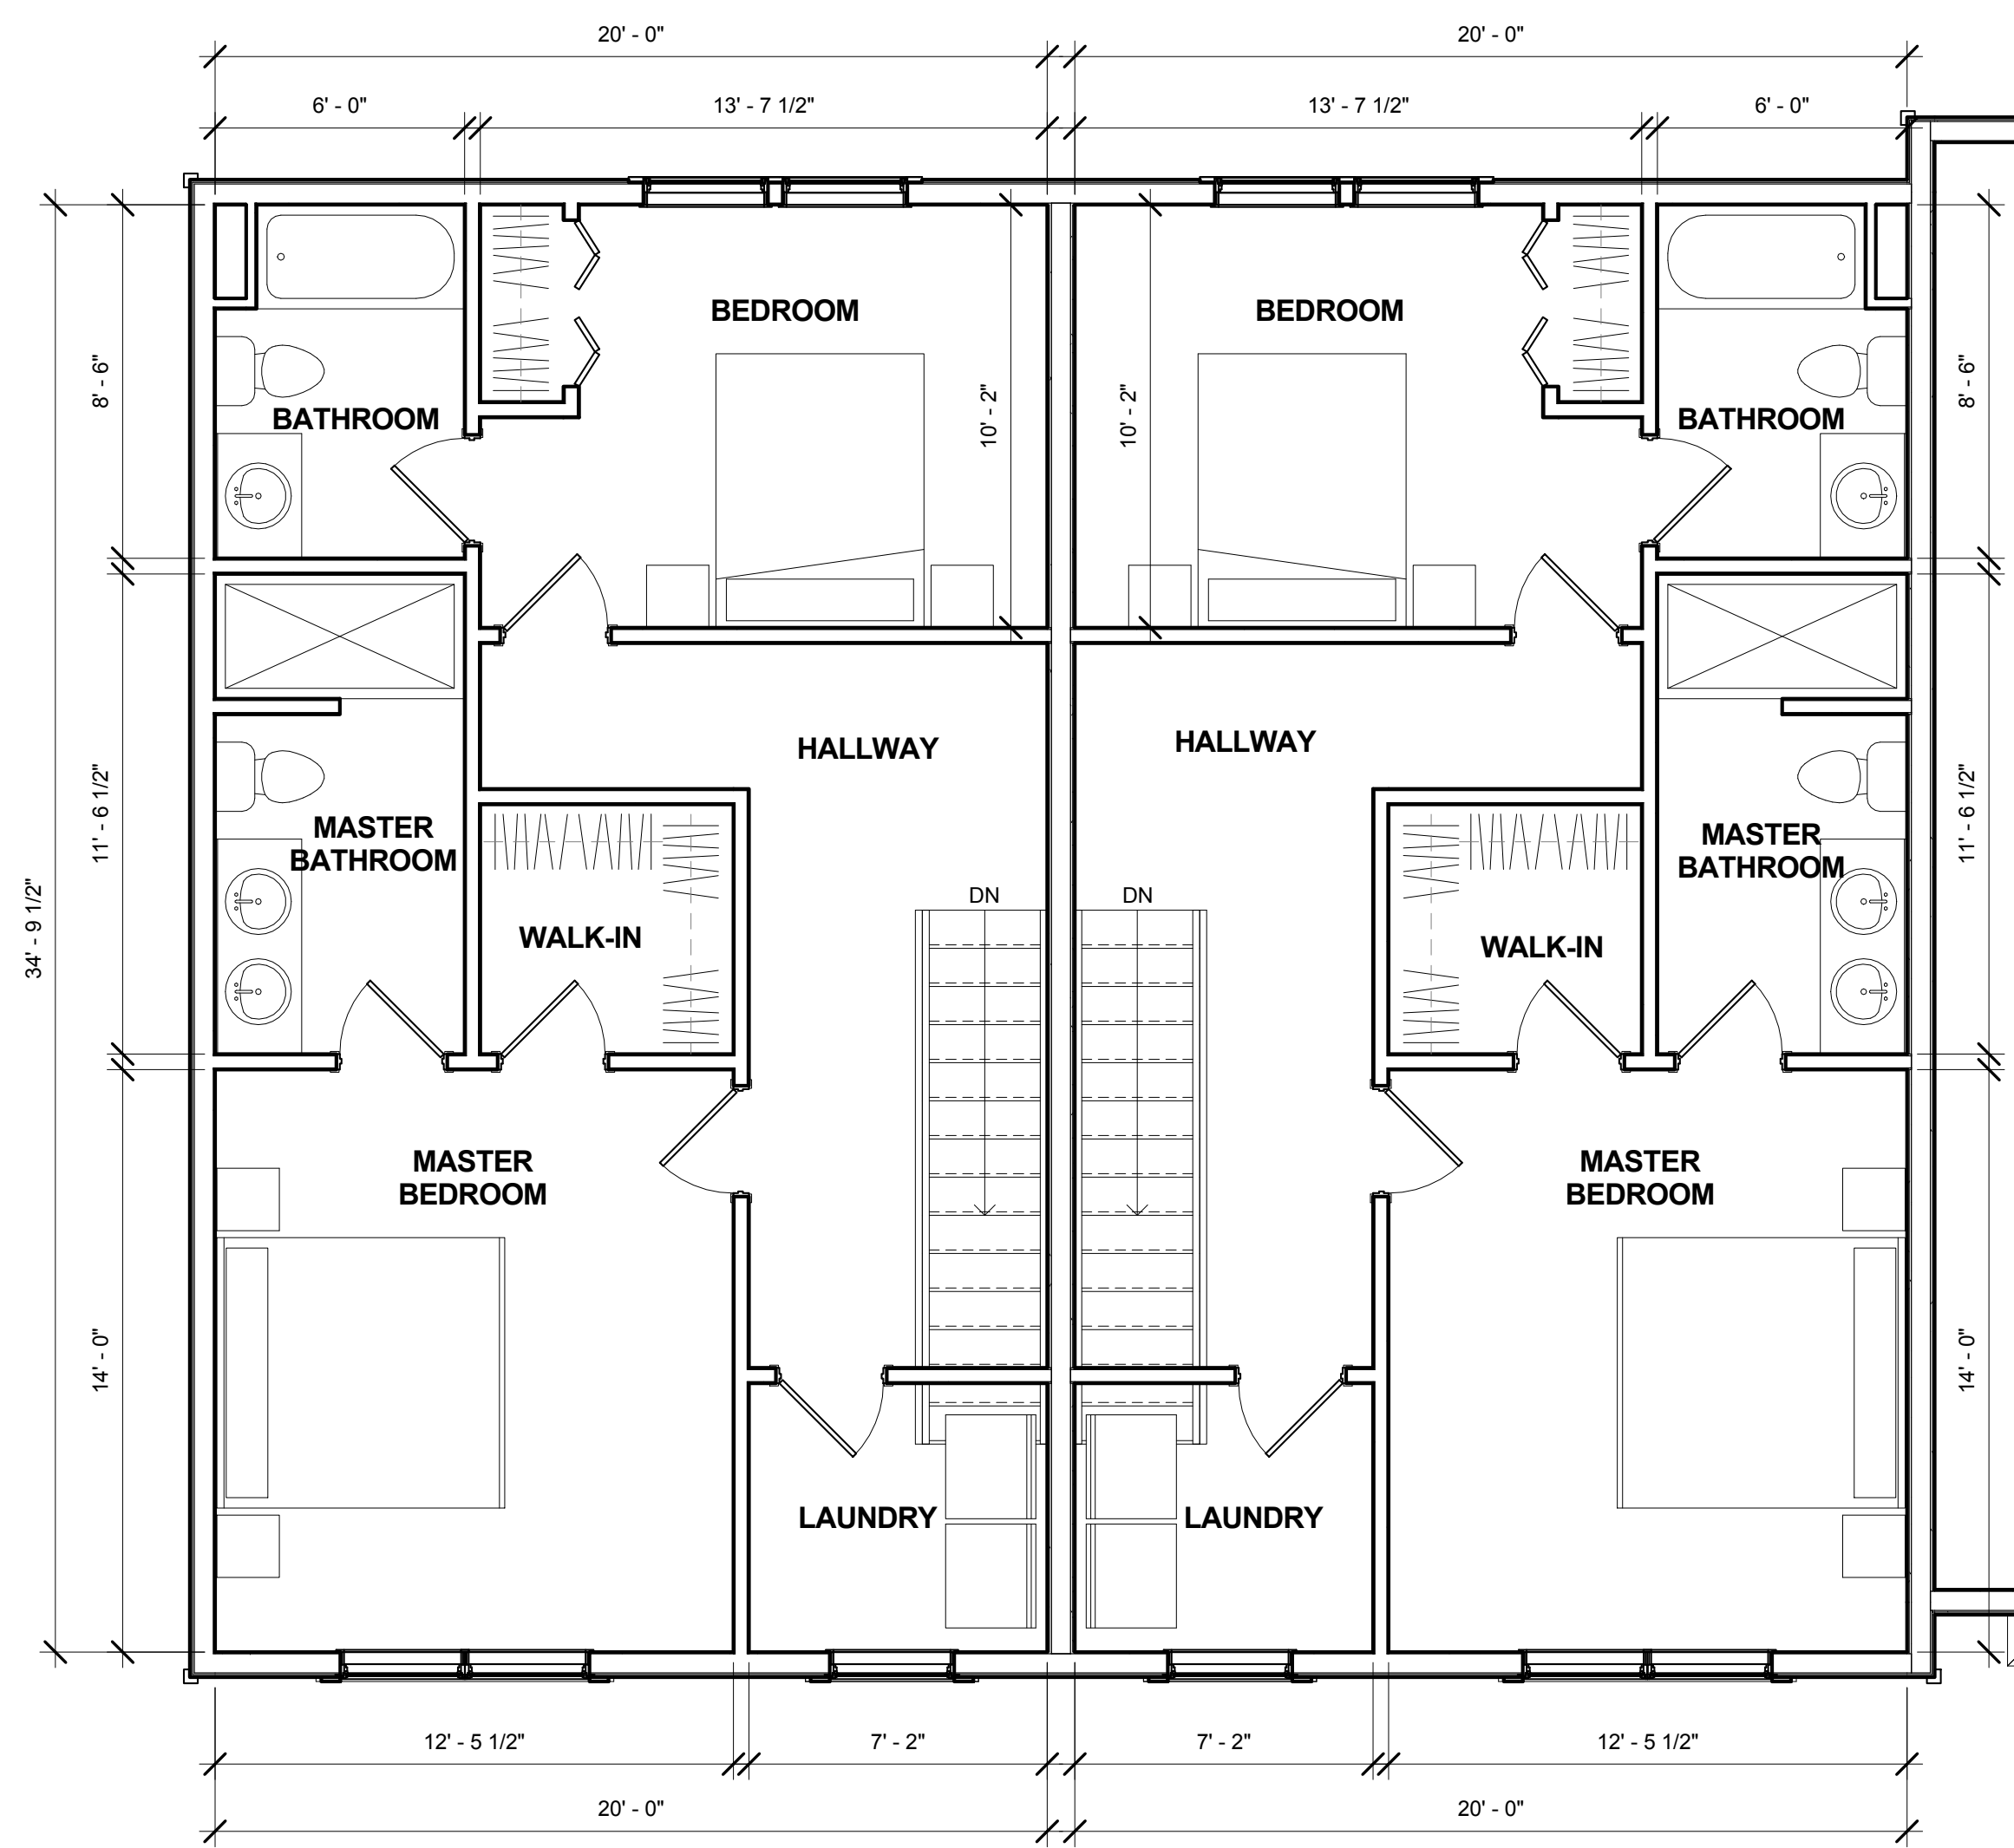 20' - 0"
20' - 0"
6' - 0"
13' - 7 1/2"
13' - 7 1/2"
6' - 0"
BEDROOM
BEDROOM
8' - 6"
10' - 2"
10' - 2"
8' - 6"
BATHROOM
BATHROOM
HALLWAY
HALLWAY
11' - 6 1/2"
11' - 6 1/2"
MASTER
BATHROOM
MASTER
BATHROOM
34' - 9 1/2"
DN
DN
WALK-IN
WALK-IN
MASTER
BEDROOM
MASTER
BEDROOM
14' - 0"
14' - 0"
LAUNDRY
LAUNDRY
12' - 5 1/2"
7' - 2"
7' - 2"
12' - 5 1/2"
20' - 0"
20' - 0"